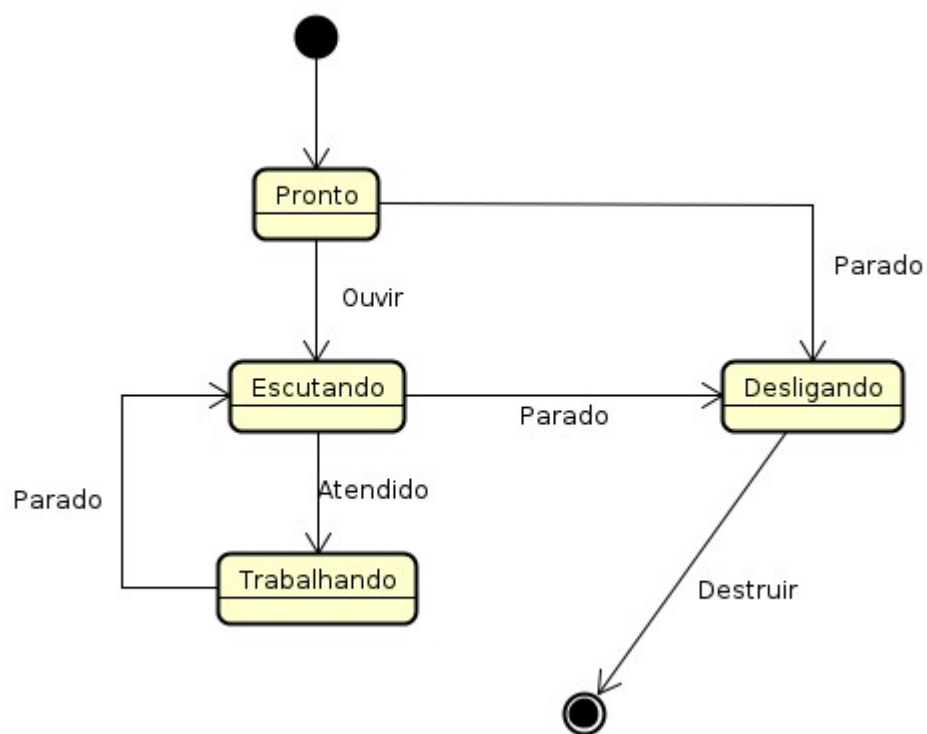 Pronto
Parado
Ouvir
Escutando
Desligando
Parado
Atendido
Parado
Trabalhando
Destruir